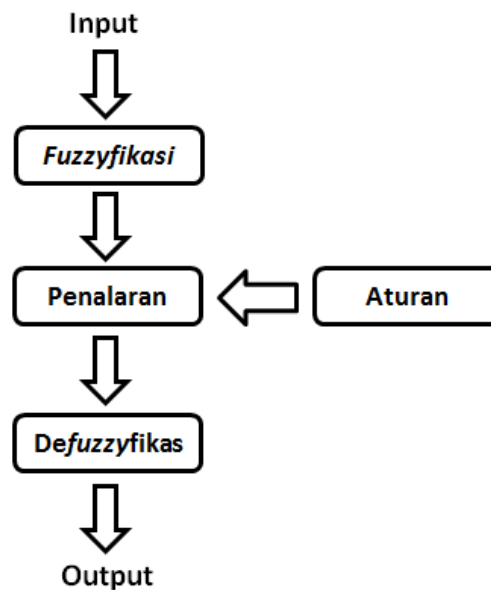 Input
Fuzzyfikasi
Penalaran
Aturan
Defuzzyfikas
Output